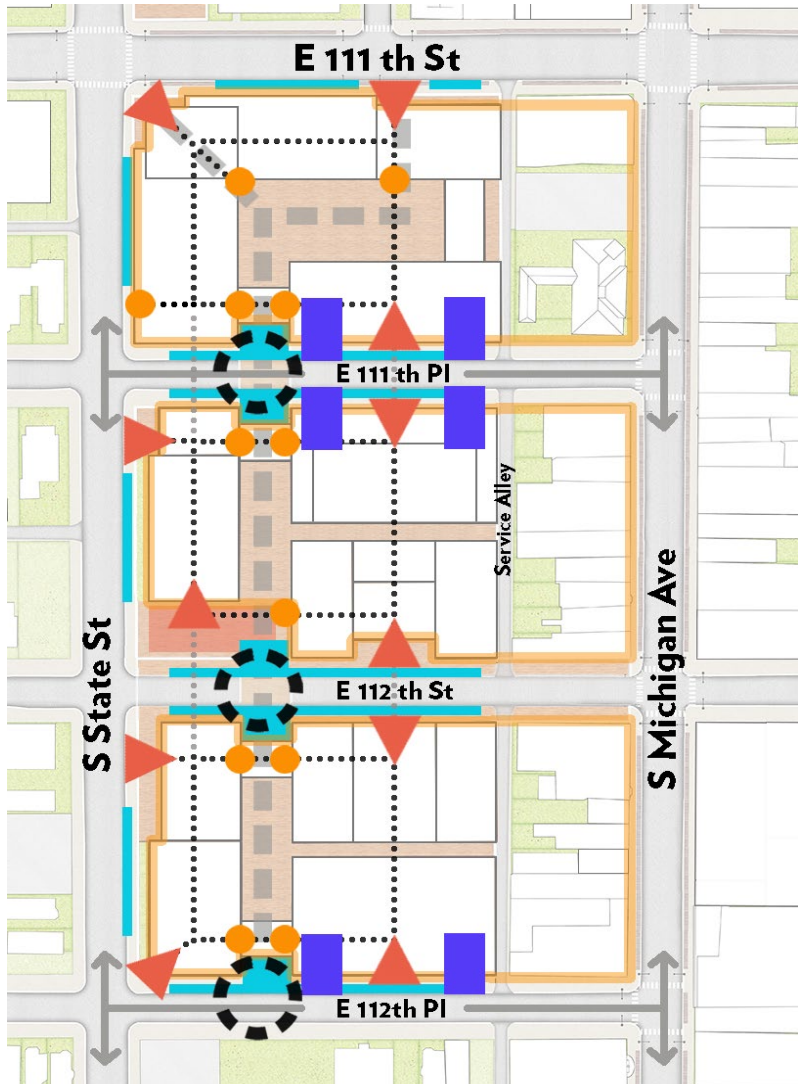 E 111 th St
E 111 th Pl
Service Alley
S State St
S Michigan Ave
E 112 th St
E 112th Pl